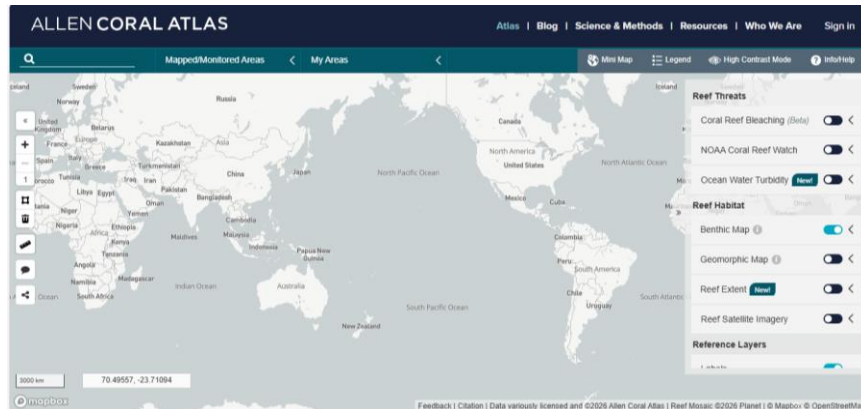 ALLEN CORAL ATLAS
Atlas | Blog | Science & Methods | Resources | Who We Are Sign in
Mapped/Monitored Areas
My Areas
Mini Map
Legend
High Contrast Mode
Info/Help
Reef Threats
Coral Reef Bleaching (Beta)
NOAA Coral Reef Watch
Ocean Water Turbidity New!
Reef Habitat
Benthic Map
Geomorphic Map
Reef Extent New!
Reef Satellite Imagery
Reference Layers
Sweden
Norway
Russia
United Kingdom
Belarus
France
Europe
Kazakhstan
Asia
Spain
Italy
Greece
Turkmenistan
China
Japan
Tunisia
Iraq
Iran
Libya
Egypt
Pakistan
Oman
Bangladesh
Niger
Yemen
Nigeria
Ethiopia
Africa
Kenya
Tanzania
Maldives
Cambodia
Malaysia
Indonesia
Papua New Guinea
Angola
Namibia
Madagascar
South Africa
Indian Ocean
Australia
New Zealand
North Pacific Ocean
South Pacific Ocean
Canada
North America
United States
Mexico
Cuba
Colombia
Peru
South America
Chile
Uruguay
Iceland
North Atlantic Ocean
South Atlantic
1
3000 km
70.49557, -23.71094
mapbox
Feedback | Citation | Data variously licensed and ©2026 Allen Coral Atlas | Reef Mosaic ©2026 Planet | © Mapbox © OpenStreetMa